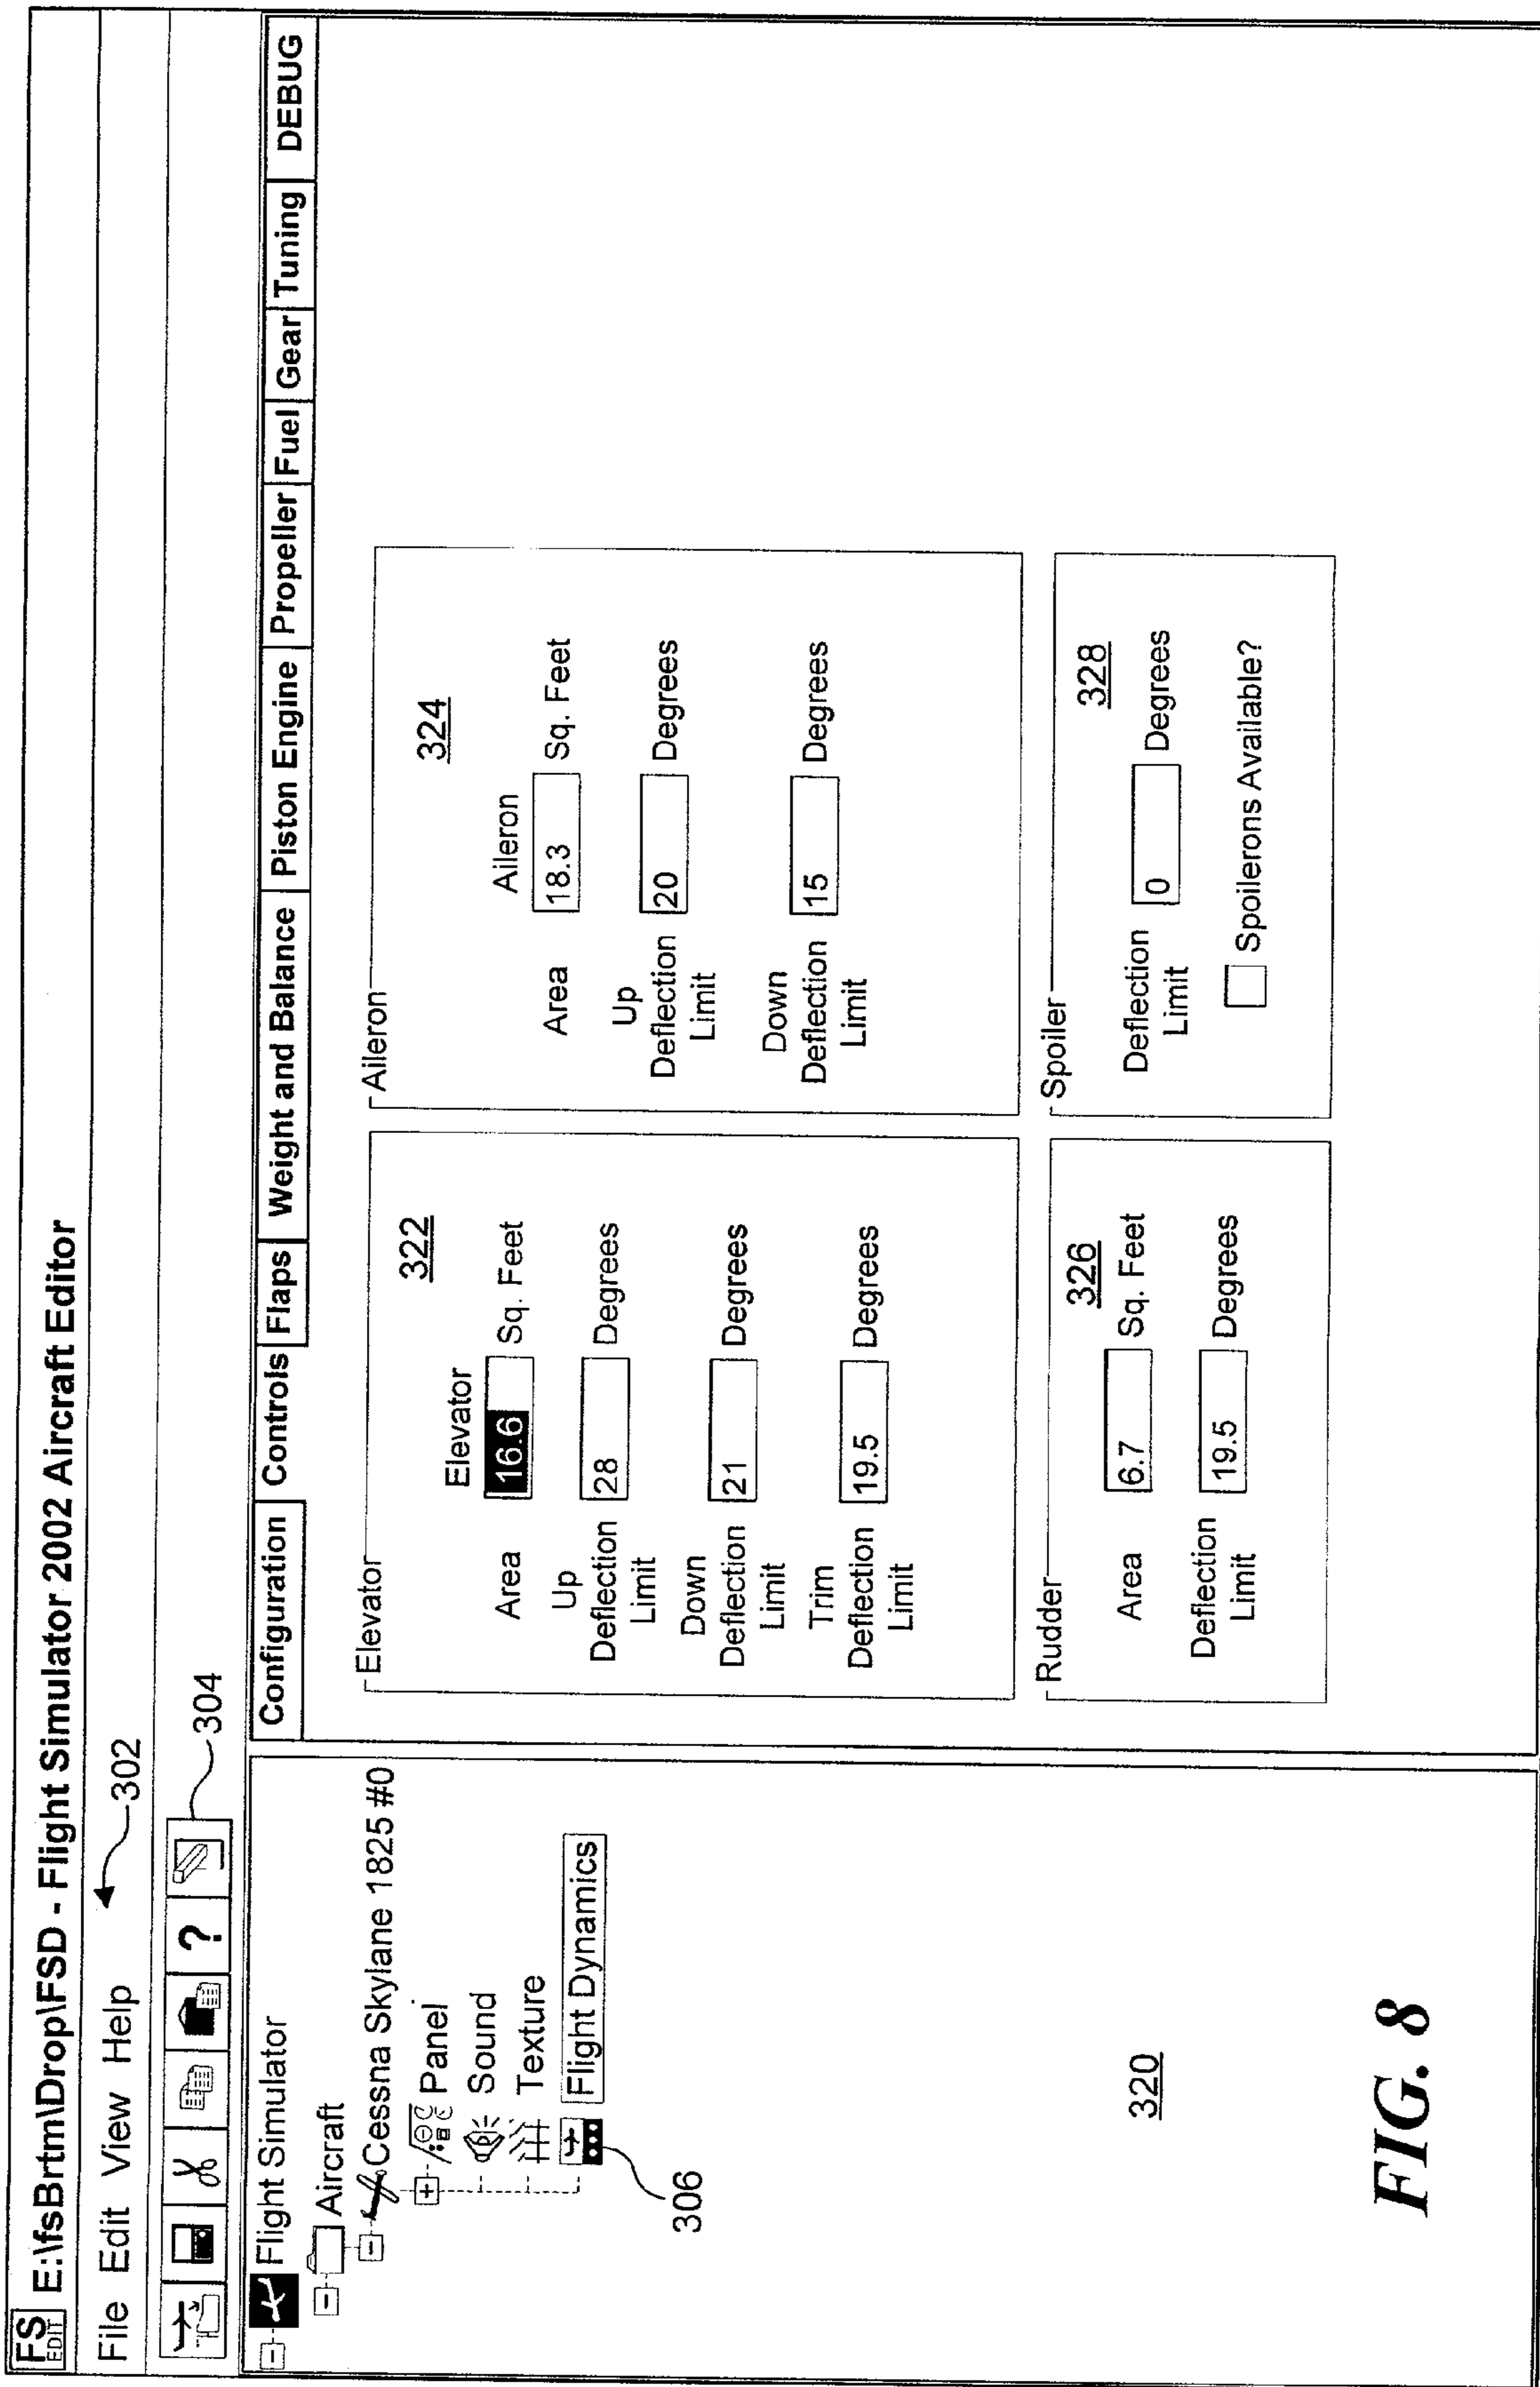 FS EDIT E:\fsBrtm\Drop\FSD - Flight Simulator 2002 Aircraft Editor
File Edit View Help
302
?
304
Flight Simulator
Aircraft
Cessna Skylane 1825 #0
Panel
Sound
Texture
Flight Dynamics
306
320
Configuration Controls Flaps Weight and Balance Piston Engine Propeller Fuel Gear Tuning DEBUG
Elevator
322
Elevator
Area 16.6 Sq. Feet
Up
Deflection 28 Degrees
Limit
Down
Deflection 21 Degrees
Limit
Trim
Deflection 19.5 Degrees
Limit
Aileron
324
Aileron
Area 18.3 Sq. Feet
Up
Deflection 20 Degrees
Limit
Down
Deflection 15 Degrees
Limit
Rudder
326
Area 6.7 Sq. Feet
Deflection 19.5 Degrees
Limit
Spoiler
328
Deflection 0 Degrees
Limit
Spoilerons Available?
FIG. 8